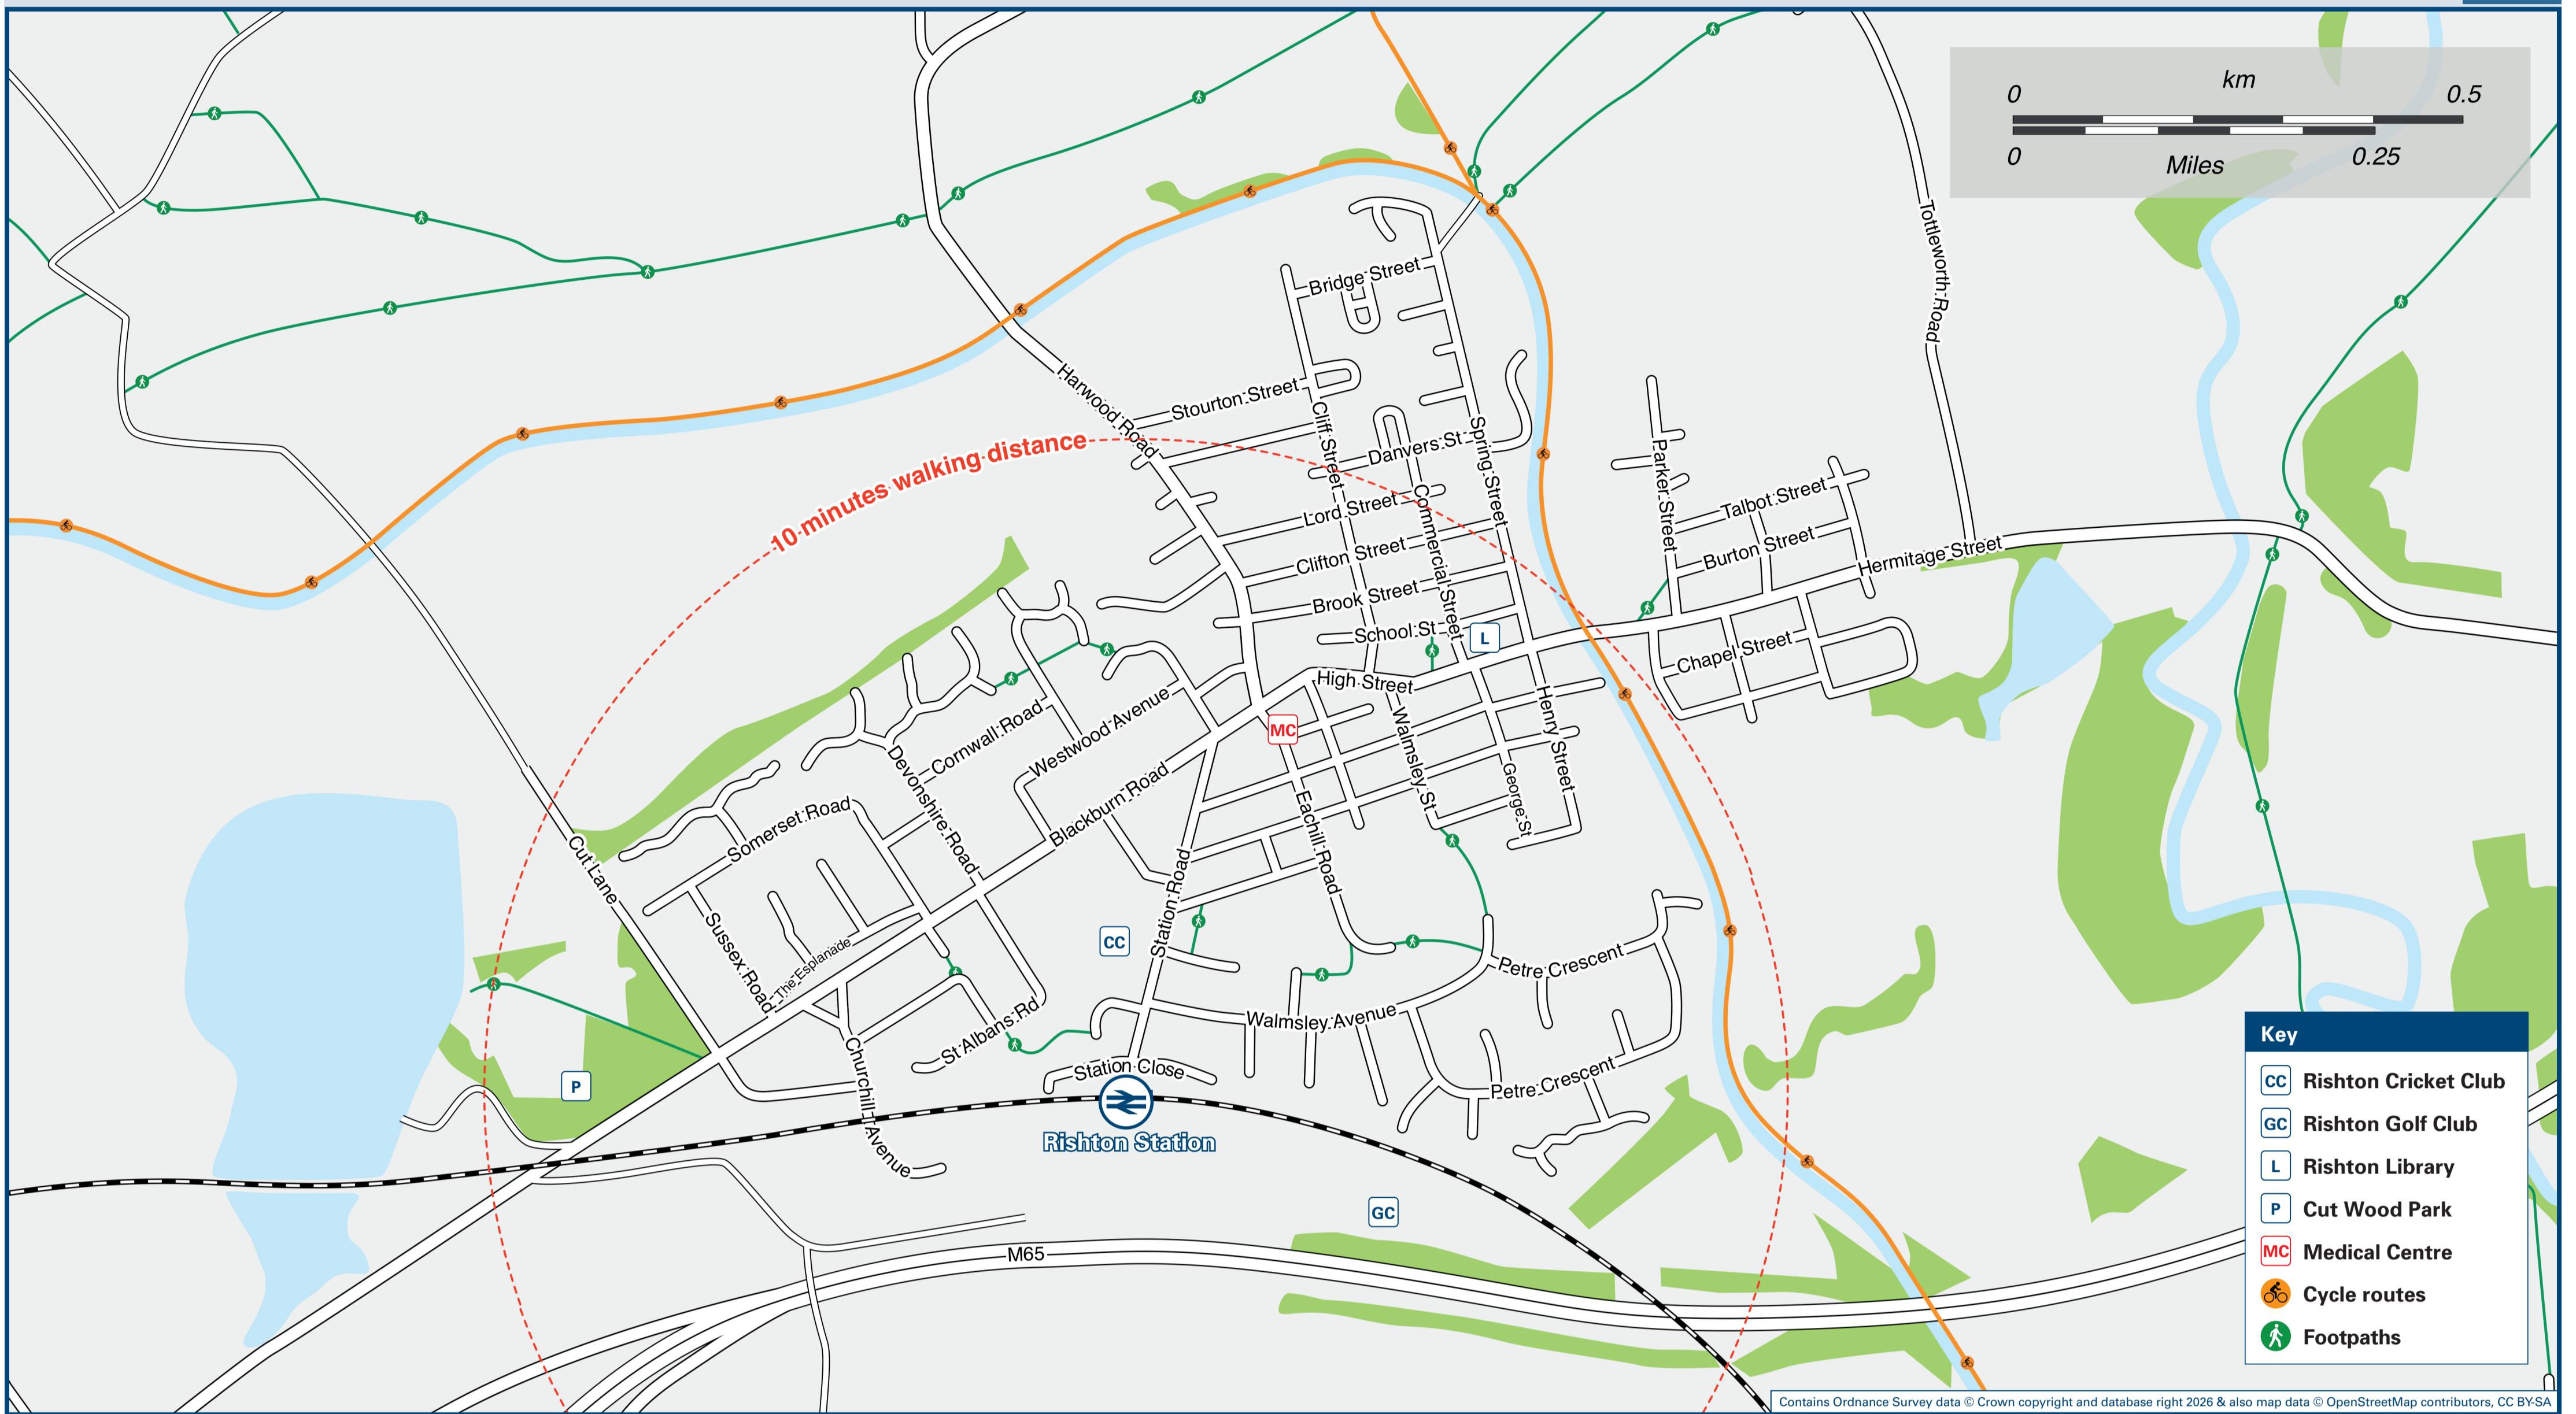 km
0 0.5
0 0.25
Miles
Tottleworth Road
Bridge Street
Harwood Road
Stourton Street
Cliff Street
Spring Street
Danvers St
10 minutes walking distance
Parker Street
Talbot Street
Lord Street
Commercial Street
Burton Street
Clifton Street
Hermitage Street
Brook Street
School St
L
Chapel Street
High Street
MC
Walmsley St
Henry Street
Cornwall Road
Westwood Avenue
Devonshire Road
Blackburn Road
George St
Eachill Road
Somerset Road
Cut Lane
Station Road
Sussex Road
The Esplanade
CC
Petre Crescent
Walmsley Avenue
St Albans Rd
Churchill Avenue
Station Close
P
Petre Crescent
Rishton Station
GC
M65
Key
CC Rishton Cricket Club
GC Rishton Golf Club
L Rishton Library
P Cut Wood Park
MC Medical Centre
Cycle routes
Footpaths
Contains Ordnance Survey data © Crown copyright and database right 2026 & also map data © OpenStreetMap contributors, CC BY-SA